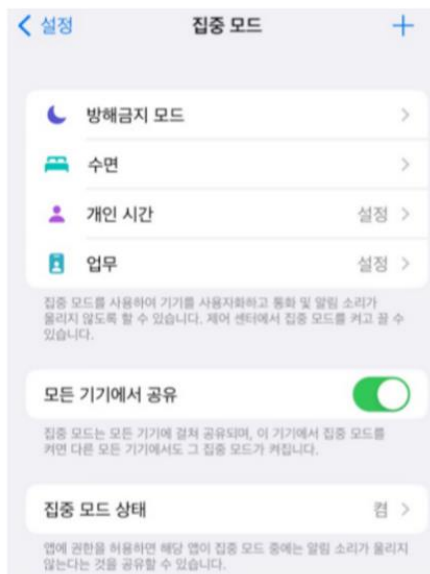 설정 집중 모드
방해금지 모드
수면
개인 시간 설정
업무 설정
집중 모드를 사용하여 기기를 사용자화하고 통화 및 알림 소리가
울리지 않도록 할 수 있습니다. 제어 센터에서 집중 모드를 켜고 끌 수
있습니다.
모든 기기에서 공유
집중 모드는 모든 기기에 걸쳐 공유되며, 이 기기에서 집중 모드를
켜면 다른 모든 기기에서도 그 집중 모드가 켜집니다.
집중 모드 상태 켬
앱에 권한을 허용하면 해당 앱이 집중 모드 중에는 알림 소리가 울리지
않는다는 것을 공유할 수 있습니다.